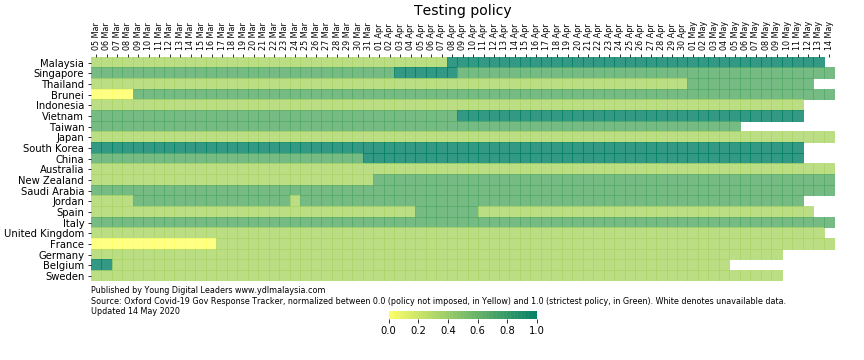 Testing policy
05 Mar 06 Mar 07 Mar 08 Mar 09 Mar 10 Mar 11 Mar 12 Mar 13 Mar 14 Mar 15 Mar 16 Mar 17 Mar 18 Mar 19 Mar 20 Mar 21 Mar 22 Mar 23 Mar 24 Mar 25 Mar 26 Mar 27 Mar 28 Mar 29 Mar 30 Mar 31 Mar 01 Apr 02 Apr 03 Apr 04 Apr 05 Apr 06 Apr 07 Apr 08 Apr 09 Apr 10 Apr 11 Apr 12 Apr 13 Apr 14 Apr 15 Apr 16 Apr 17 Apr 18 Apr 19 Apr 20 Apr 21 Apr 22 Apr 23 Apr 24 Apr 25 Apr 26 Apr 27 Apr 28 Apr 29 Apr 30 Apr 01 May 02 May 03 May 04 May 05 May 06 May 07 May 08 May 09 May 10 May 11 May 12 May 13 May 14 May
Malaysia
Singapore
Thailand
Brunei
Indonesia
Vietnam
Taiwan
Japan
South Korea
China
Australia
New Zealand
Saudi Arabia
Jordan
Spain
Italy
United Kingdom
France
Germany
Belgium
Sweden
Published by Young Digital Leaders www.ydlmalaysia.com
Source: Oxford Covid-19 Gov Response Tracker, normalized between 0.0 (policy not imposed, in Yellow) and 1.0 (strictest policy, in Green). White denotes unavailable data.
Updated 14 May 2020
0.0 0.2 0.4 0.6 0.8 1.0